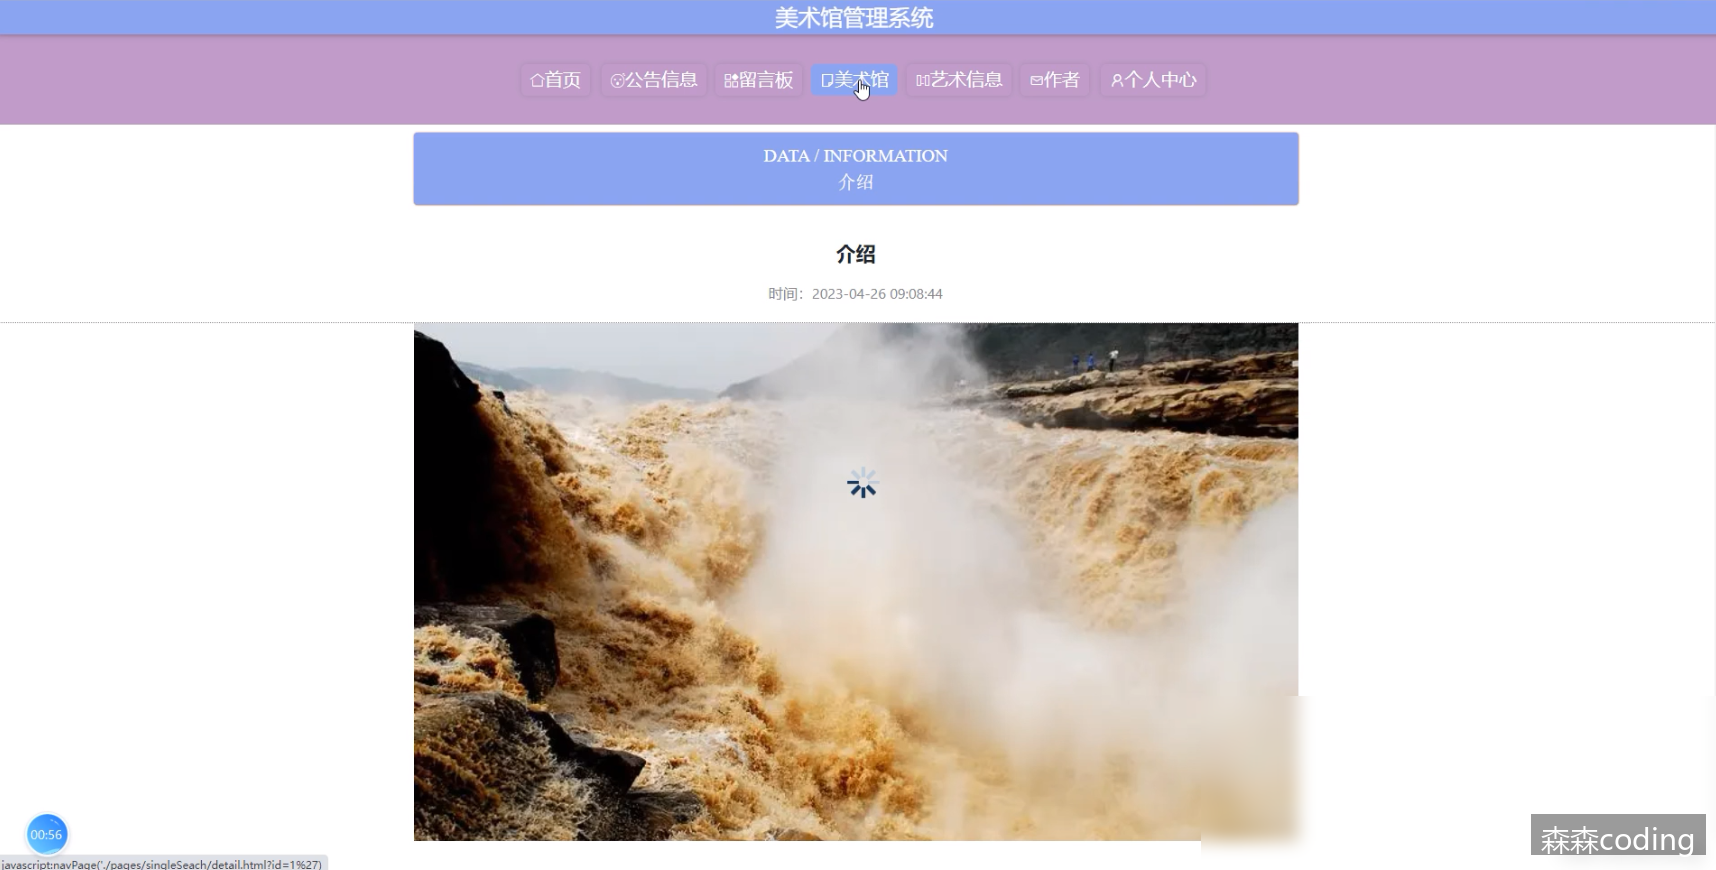 美术馆管理系统
首页 公告信息 留言板 美术馆 艺术信息 作者 个人中心
DATA / INFORMATION
介绍
介绍
时间：2023-04-26 09:08:44
00:56
森森coding
javascript:navPage('./pages/singleSeach/detail.html?id=1%27)